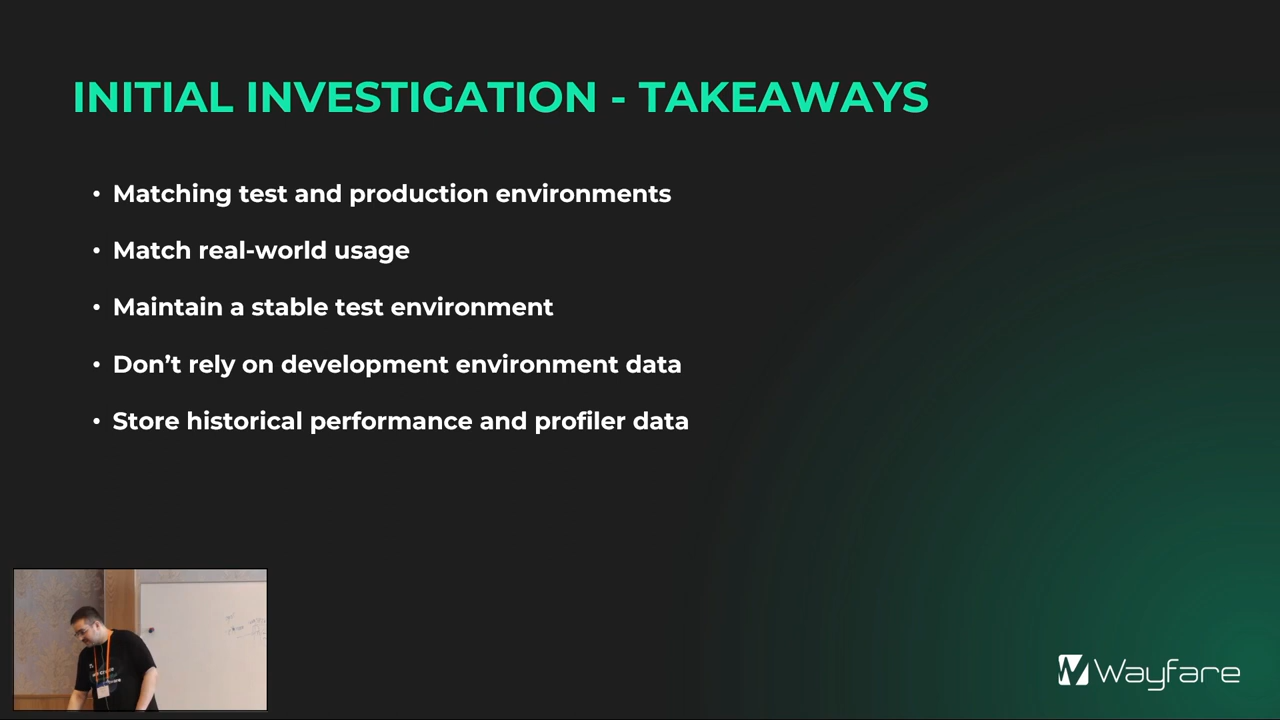 INITIAL INVESTIGATION - TAKEAWAYS
• Matching test and production environments
• Match real-world usage
• Maintain a stable test environment
• Don’t rely on development environment data
• Store historical performance and profiler data
Wayfare